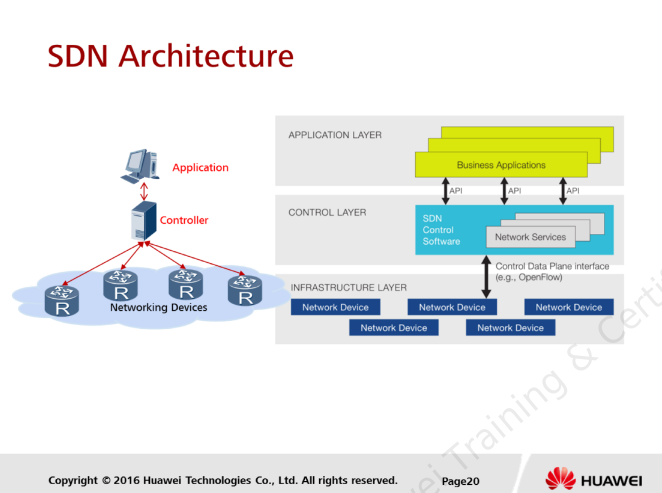 SDN Architecture
Application
Controller
R
R
R
R
Networking Devices
APPLICATION LAYER
Business Applications
API
API
API
CONTROL LAYER
SDN
Control
Software
Network Services
Control Data Plane interface
(e.g., OpenFlow)
INFRASTRUCTURE LAYER
Network Device
Network Device
Network Device
Network Device
Network Device
Training & Certi
Copyright © 2016 Huawei Technologies Co., Ltd. All rights reserved.
Page20
HUAWEI